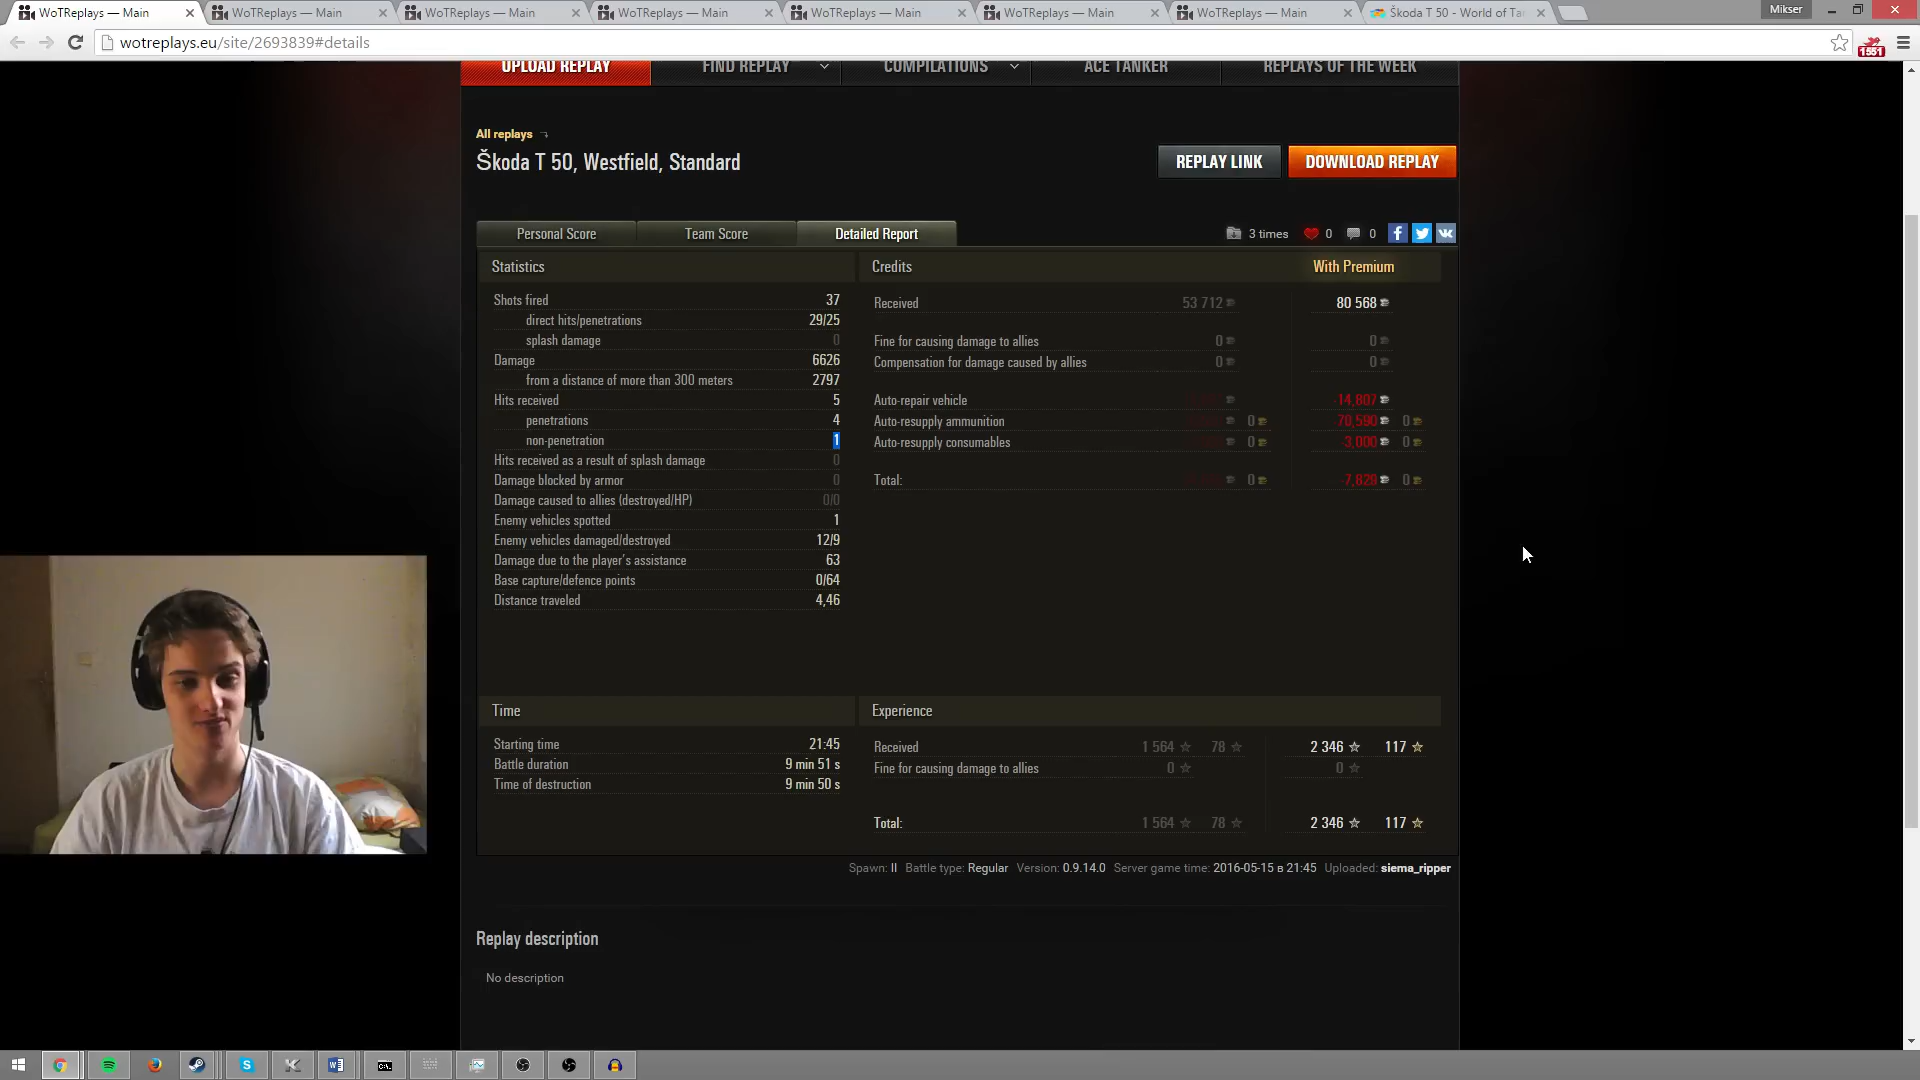 WoTReplays — Main
WoTReplays — Main
WoTReplays — Main
WoTReplays — Main
WoTReplays — Main
WoTReplays — Main
WoTReplays — Main
Škoda T 50 - World of Ta
Mikser
wotreplays.eu/site/2693839#details
1551
UPLOAD REPLAY
FIND REPLAY
COMPILATIONS
ACE TANKER
REPLAYS OF THE WEEK
All replays
Škoda T 50, Westfield, Standard
REPLAY LINK
DOWNLOAD REPLAY
Personal Score
Team Score
Detailed Report
3 times
0
0
Statistics
Shots fired 37
direct hits/penetrations 29/25
splash damage 0
Damage 6626
from a distance of more than 300 meters 2797
Hits received 5
penetrations 4
non-penetration 1
Hits received as a result of splash damage 0
Damage blocked by armor 0
Damage caused to allies (destroyed/HP) 0/0
Enemy vehicles spotted 1
Enemy vehicles damaged/destroyed 12/9
Damage due to the player's assistance 63
Base capture/defence points 0/64
Distance traveled 4,46
Credits With Premium
Received 53 712 80 568
Fine for causing damage to allies 0 0
Compensation for damage caused by allies 0 0
Auto-repair vehicle -14,807
Auto-resupply ammunition 0 -70,590 0
Auto-resupply consumables 0 -3,000 0
Total: 0 -7,829 0
Time
Starting time 21:45
Battle duration 9 min 51 s
Time of destruction 9 min 50 s
Experience
Received 1 564 78 2 346 117
Fine for causing damage to allies 0 0
Total: 1 564 78 2 346 117
Spawn: II Battle type: Regular Version: 0.9.14.0 Server game time: 2016-05-15 в 21:45 Uploaded: siema_ripper
Replay description
No description